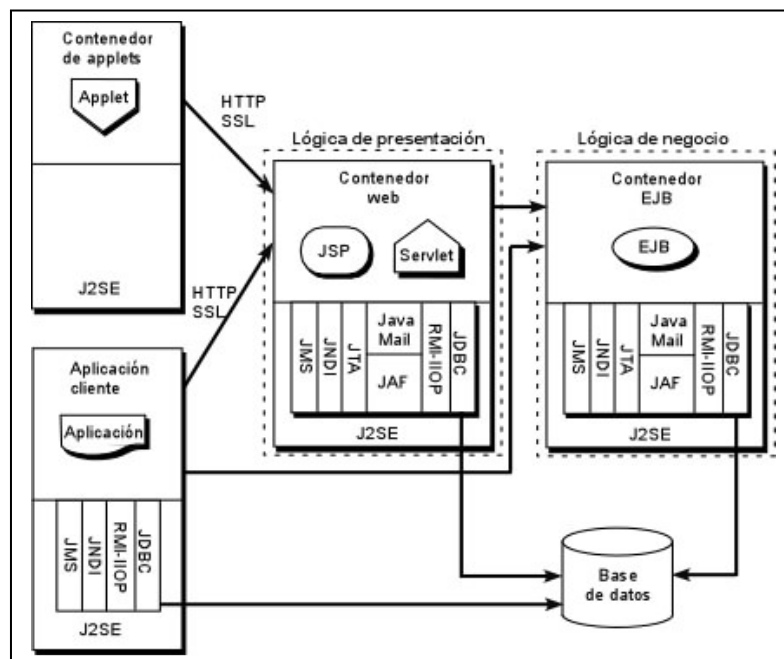 Contenedor
de applets
Applet
J2SE
HTTP
SSL
Lógica de presentación
Contenedor
web
JSP
Servlet
JMS
JNDI
JTA
Java
Mail
JAF
RMI-IIOP
JDBC
J2SE
Lógica de negocio
Contenedor
EJB
EJB
JMS
JNDI
JTA
Java
Mail
JAF
RMI-IIOP
JDBC
J2SE
HTTP
SSL
Aplicación
cliente
Aplicación
JMS
JNDI
RMI-IIOP
JDBC
J2SE
Base
de datos